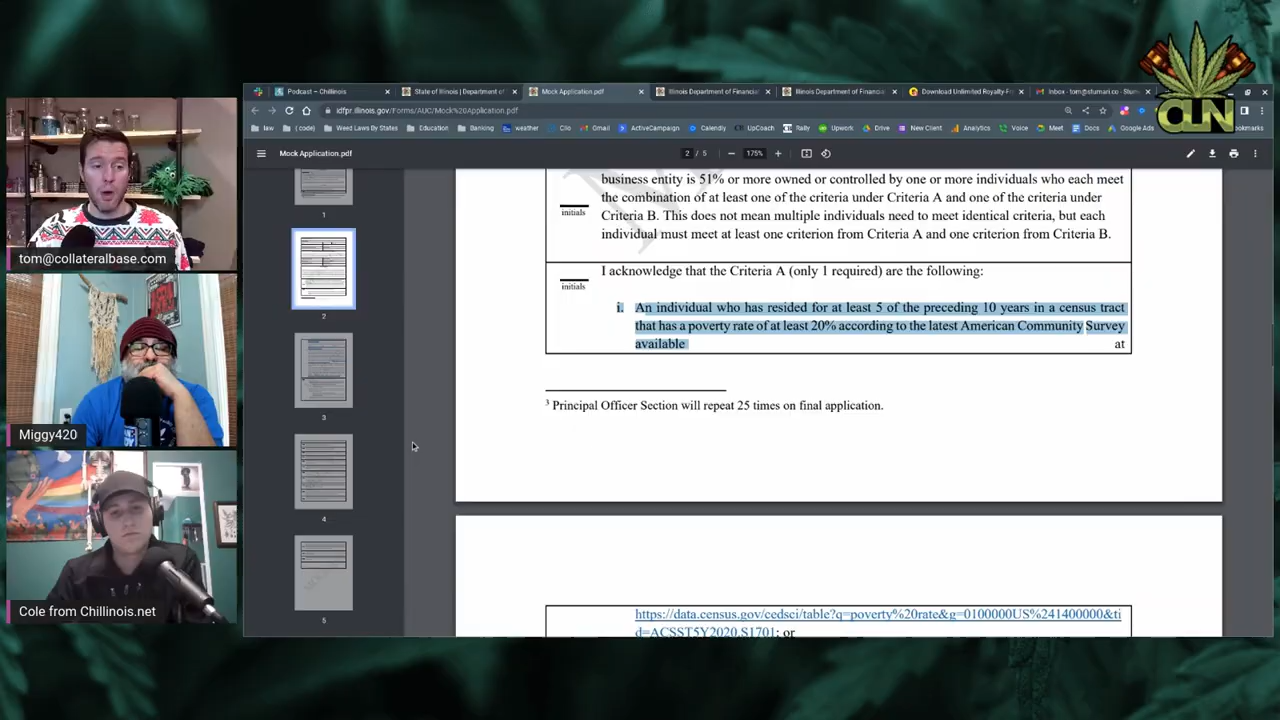 Podcast – Chillinois
State of Illinois | Department of
Mock Application.pdf
Illinois Department of Financial
Illinois Department of Financial
Download Unlimited Royalty-Fr
Inbox - tom@stumari.co - Stum
CLN
idfpr.illinois.gov/Forms/AUC/Mock%20Application.pdf
law
( code)
Weed Laws By States
Education
Banking
weather
Clio
Gmail
ActiveCampaign
Calendly
UpCoach
Rally
Upwork
Drive
New Client
Analytics
Voice
Meet
Docs
Google Ads
okmarks
Mock Application.pdf
2 / 5
175%
1
2
3
4
5
business entity is 51% or more owned or controlled by one or more individuals who each meet
the combination of at least one of the criteria under Criteria A and one of the criteria under
initials
Criteria B. This does not mean multiple individuals need to meet identical criteria, but each
individual must meet at least one criterion from Criteria A and one criterion from Criteria B.
I acknowledge that the Criteria A (only 1 required) are the following:
initials
i. An individual who has resided for at least 5 of the preceding 10 years in a census tract
that has a poverty rate of at least 20% according to the latest American Community Survey
available at
3 Principal Officer Section will repeat 25 times on final application.
https://data.census.gov/cedsci/table?q=poverty%20rate&g=0100000US%241400000&ti
d=ACSST5Y2020.S1701; or
tom@collateralbase.com
Miggy420
Cole from Chillinois.net